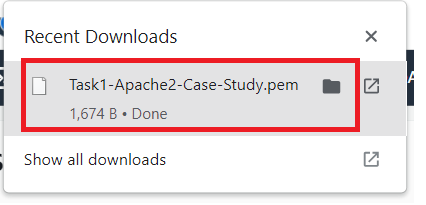 Recent Downloads
Task1-Apache2-Case-Study.pem
1,674 B • Done
Show all downloads